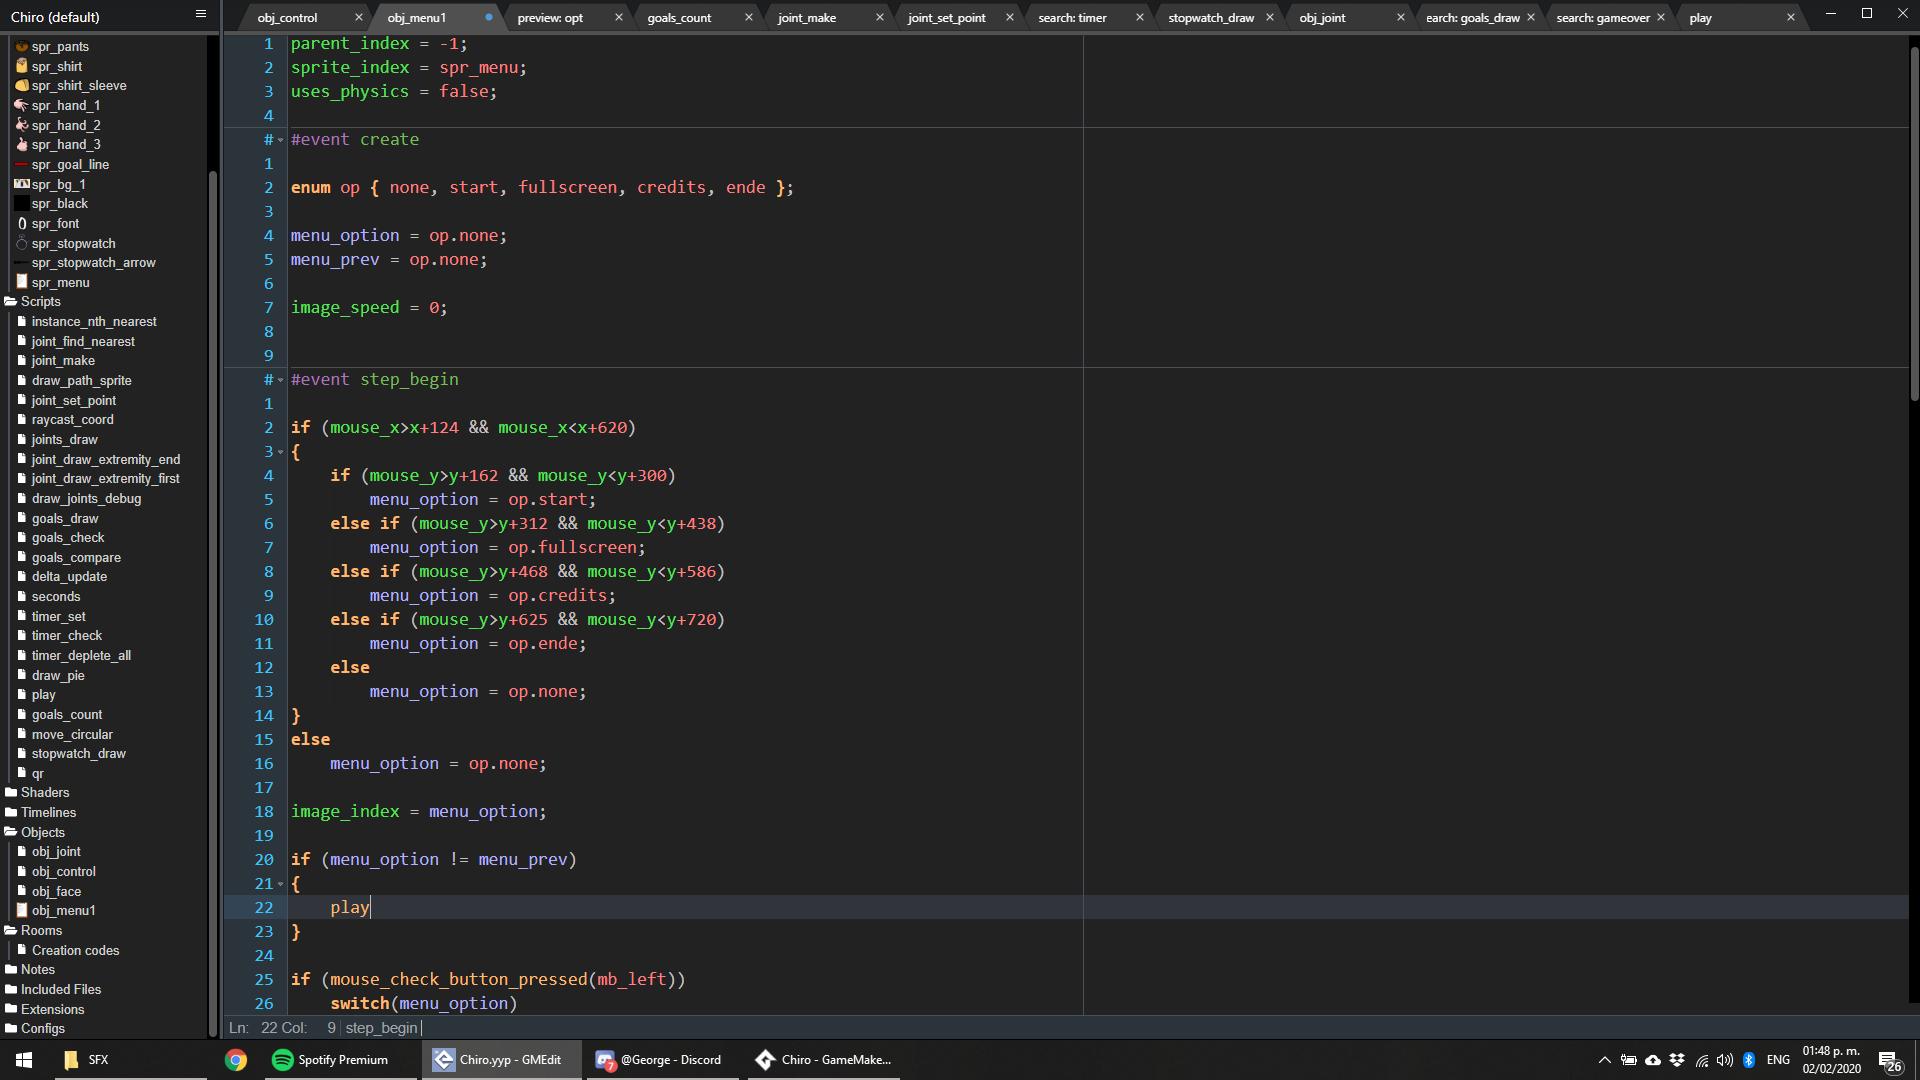 Chiro (default)
obj_control
obj_menu1
preview: opt
goals_count
joint_make
joint_set_point
search: timer
stopwatch_draw
obj_joint
earch: goals_draw
search: gameover
play
spr_pants
spr_shirt
spr_shirt_sleeve
spr_hand_1
spr_hand_2
spr_hand_3
spr_goal_line
spr_bg_1
spr_black
spr_font
spr_stopwatch
spr_stopwatch_arrow
spr_menu
Scripts
instance_nth_nearest
joint_find_nearest
joint_make
draw_path_sprite
joint_set_point
raycast_coord
joints_draw
joint_draw_extremity_end
joint_draw_extremity_first
draw_joints_debug
goals_draw
goals_check
goals_compare
delta_update
seconds
timer_set
timer_check
timer_deplete_all
draw_pie
play
goals_count
move_circular
stopwatch_draw
qr
Shaders
Timelines
Objects
obj_joint
obj_control
obj_face
obj_menu1
Rooms
Creation codes
Notes
Included Files
Extensions
Configs
1 parent_index = -1;
2 sprite_index = spr_menu;
3 uses_physics = false;
4
# #event create
1
2 enum op { none, start, fullscreen, credits, ende };
3
4 menu_option = op.none;
5 menu_prev = op.none;
6
7 image_speed = 0;
8
9
# #event step_begin
1
2 if (mouse_x>x+124 && mouse_x<x+620)
3 {
4 if (mouse_y>y+162 && mouse_y<y+300)
5 menu_option = op.start;
6 else if (mouse_y>y+312 && mouse_y<y+438)
7 menu_option = op.fullscreen;
8 else if (mouse_y>y+468 && mouse_y<y+586)
9 menu_option = op.credits;
10 else if (mouse_y>y+625 && mouse_y<y+720)
11 menu_option = op.ende;
12 else
13 menu_option = op.none;
14 }
15 else
16 menu_option = op.none;
17
18 image_index = menu_option;
19
20 if (menu_option != menu_prev)
21 {
22 play
23 }
24
25 if (mouse_check_button_pressed(mb_left))
26 switch(menu_option)
Ln: 22 Col: 9 step_begin
SFX
Spotify Premium
Chiro.yyp - GMEdit
7
@George - Discord
Chiro - GameMake...
ENG
01:48 p. m.
02/02/2020
26